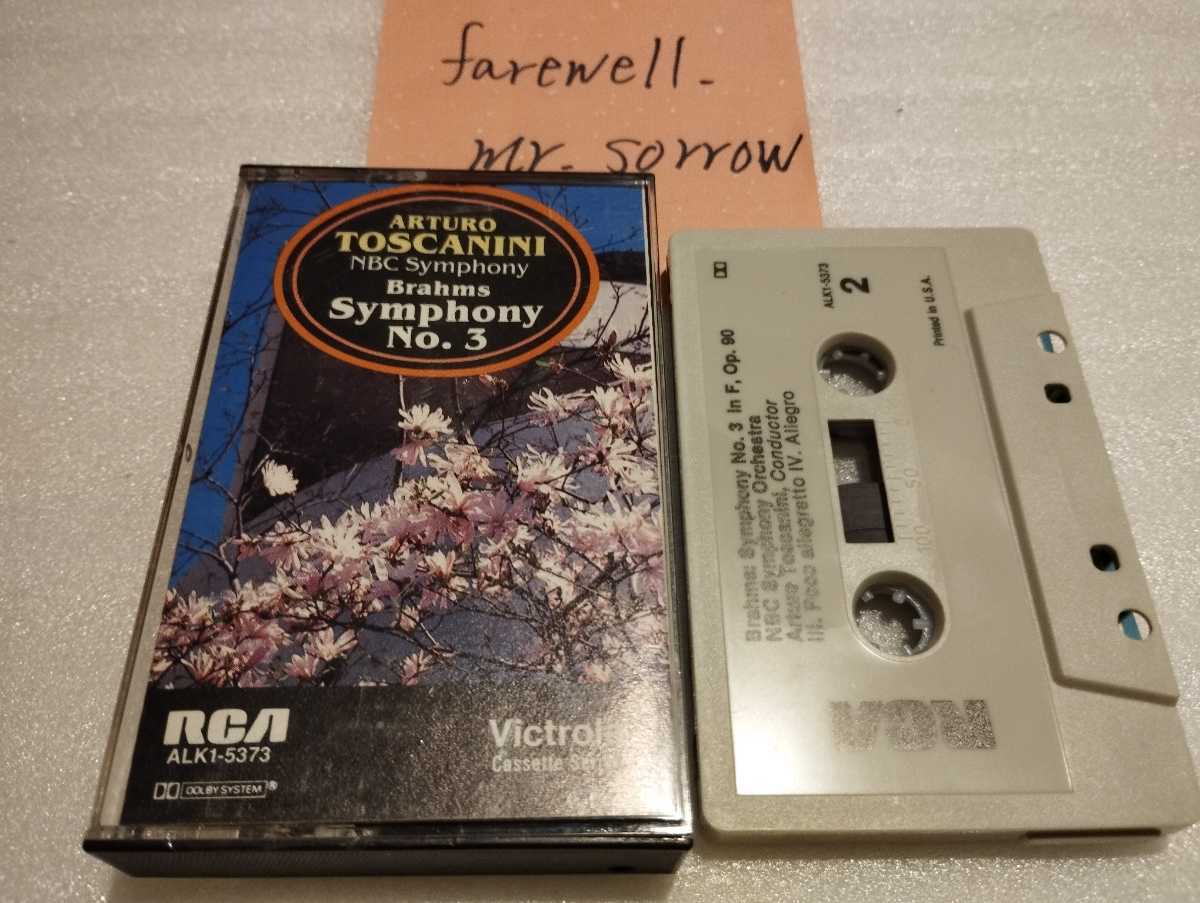 farewell.
mr. sorrow
ARTURO
TOSCANINI
NBC Symphony
Brahms
Symphony
No. 3
RCA
ALK1-5373
DOLBY SYSTEM®
Victrol
Cassette Ser
ALK1-5373
2
Printed in U.S.A.
Brahms: Symphony No. 3 in F, Op. 90
NBC Symphony Orchestra
Arturo Toscanini, Conductor
III. Poco allegretto IV. Allegro
100 50
RCA